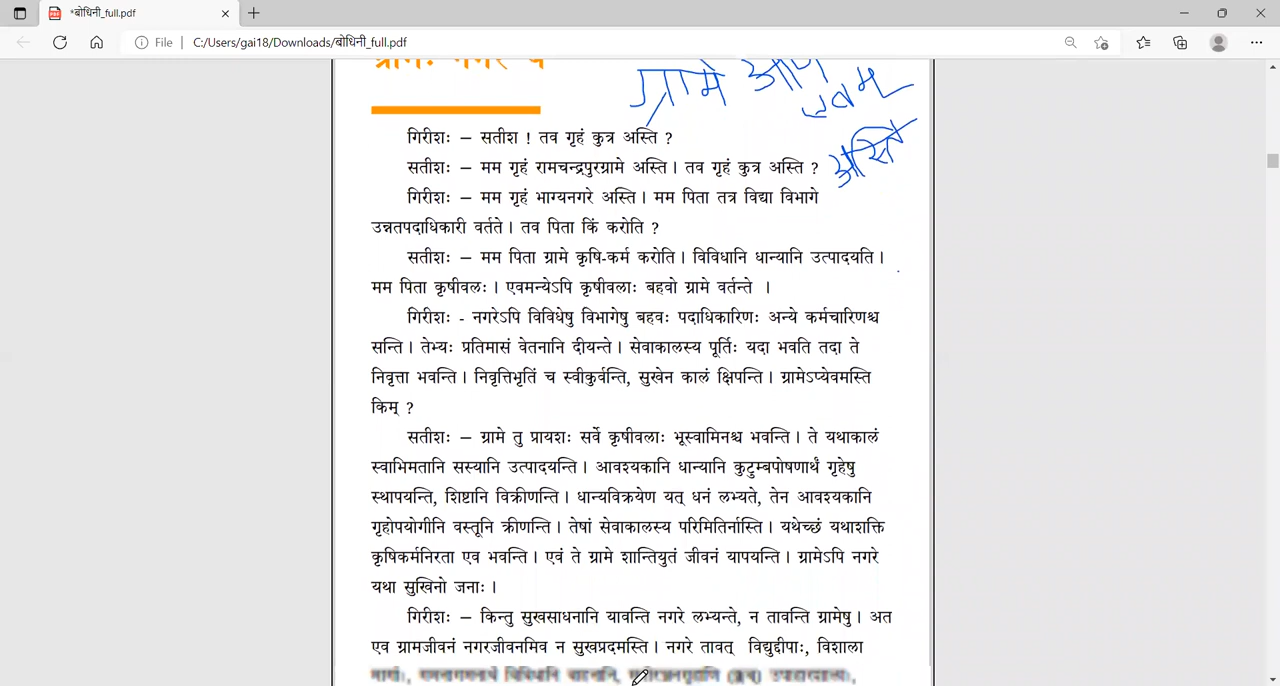 *बोधिनी_full.pdf
File
C:/Users/gai18/Downloads/बोधिनी_full.pdf
ग्रामः नगरं च
ग्रामे अपि
एवम
अस्ति
गिरीशः – सतीश ! तव गृहं कुत्र अस्ति ?
सतीशः – मम गृहं रामचन्द्रपुरग्रामे अस्ति । तव गृहं कुत्र अस्ति ?
गिरीशः – मम गृहं भाग्यनगरे अस्ति । मम पिता तत्र विद्या विभागे
उन्नतपदाधिकारी वर्तते । तव पिता किं करोति ?
सतीशः – मम पिता ग्रामे कृषि-कर्म करोति । विविधानि धान्यानि उत्पादयति ।
मम पिता कृषीवलः । एवमन्येऽपि कृषीवलाः बहवो ग्रामे वर्तन्ते ।
गिरीशः - नगरेऽपि विविधेषु विभागेषु बहवः पदाधिकारिणः अन्ये कर्मचारिणश्च
सन्ति । तेभ्यः प्रतिमासं वेतनानि दीयन्ते । सेवाकालस्य पूर्तिः यदा भवति तदा ते
निवृत्ता भवन्ति । निवृत्तिभृतिं च स्वीकुर्वन्ति, सुखेन कालं क्षिपन्ति । ग्रामेऽप्येवमस्ति
किम् ?
सतीशः – ग्रामे तु प्रायशः सर्वे कृषीवलाः भूस्वामिनश्च भवन्ति । ते यथाकालं
स्वाभिमतानि सस्यानि उत्पादयन्ति । आवश्यकानि धान्यानि कुटुम्बपोषणार्थं गृहेषु
स्थापयन्ति, शिष्टानि विक्रीणन्ति । धान्यविक्रयेण यत् धनं लभ्यते, तेन आवश्यकानि
गृहोपयोगीनि वस्तूनि क्रीणन्ति । तेषां सेवाकालस्य परिमितिर्नास्ति । यथेच्छं यथाशक्ति
कृषिकर्मनिरता एव भवन्ति । एवं ते ग्रामे शान्तियुतं जीवनं यापयन्ति । ग्रामेऽपि नगरे
यथा सुखिनो जनाः ।
गिरीशः – किन्तु सुखसाधनानि यावन्ति नगरे लभ्यन्ते, न तावन्ति ग्रामेषु । अत
एव ग्रामजीवनं नगरजीवनमिव न सुखप्रदमस्ति । नगरे तावत् विद्युद्दीपाः, विशाला